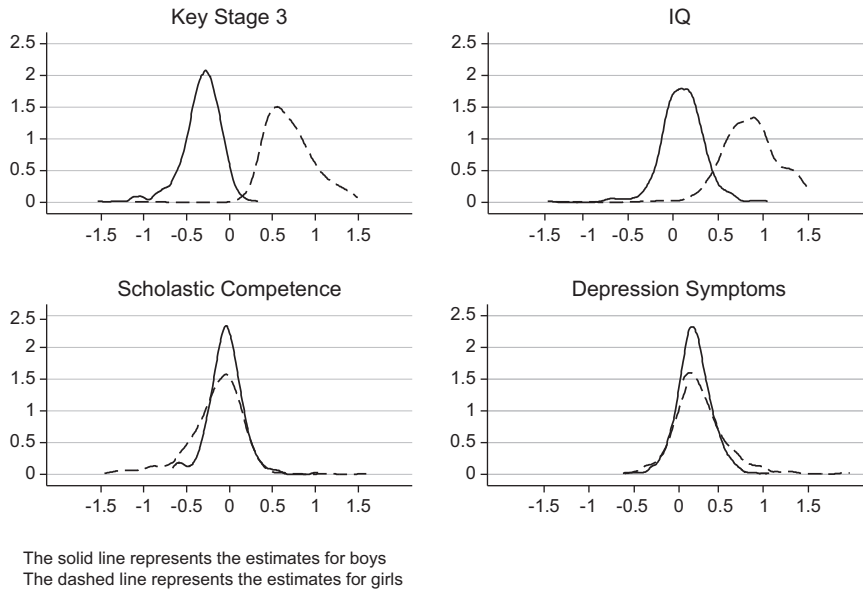 Key Stage 3
2.5
2
1.5
1
0.5
0
-1.5 -1 -0.5 0 0.5 1 1.5
IQ
2.5
2
1.5
1
0.5
0
-1.5 -1 -0.5 0 0.5 1 1.5
Scholastic Competence
2.5
2
1.5
1
0.5
0
-1.5 -1 -0.5 0 0.5 1 1.5
Depression Symptoms
2.5
2
1.5
1
0.5
0
-1.5 -1 -0.5 0 0.5 1 1.5
The solid line represents the estimates for boys
The dashed line represents the estimates for girls